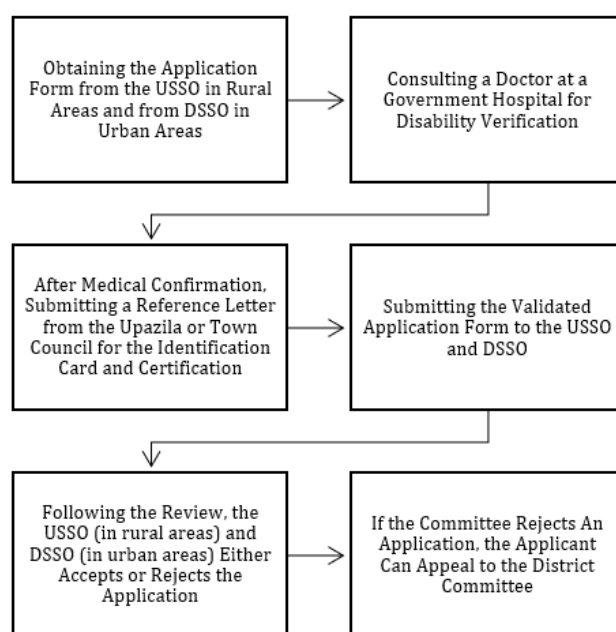 Obtaining the Application
Form from the USSO in Rural
Areas and from DSSO in
Urban Areas
Consulting a Doctor at a
Government Hospital for
Disability Verification
After Medical Confirmation,
Submitting a Reference Letter
from the Upazila or Town
Council for the Identification
Card and Certification
Submitting the Validated
Application Form to the USSO
and DSSO
Following the Review, the
USSO (in rural areas) and
DSSO (in urban areas) Either
Accepts or Rejects the
Application
If the Committee Rejects An
Application, the Applicant
Can Appeal to the District
Committee